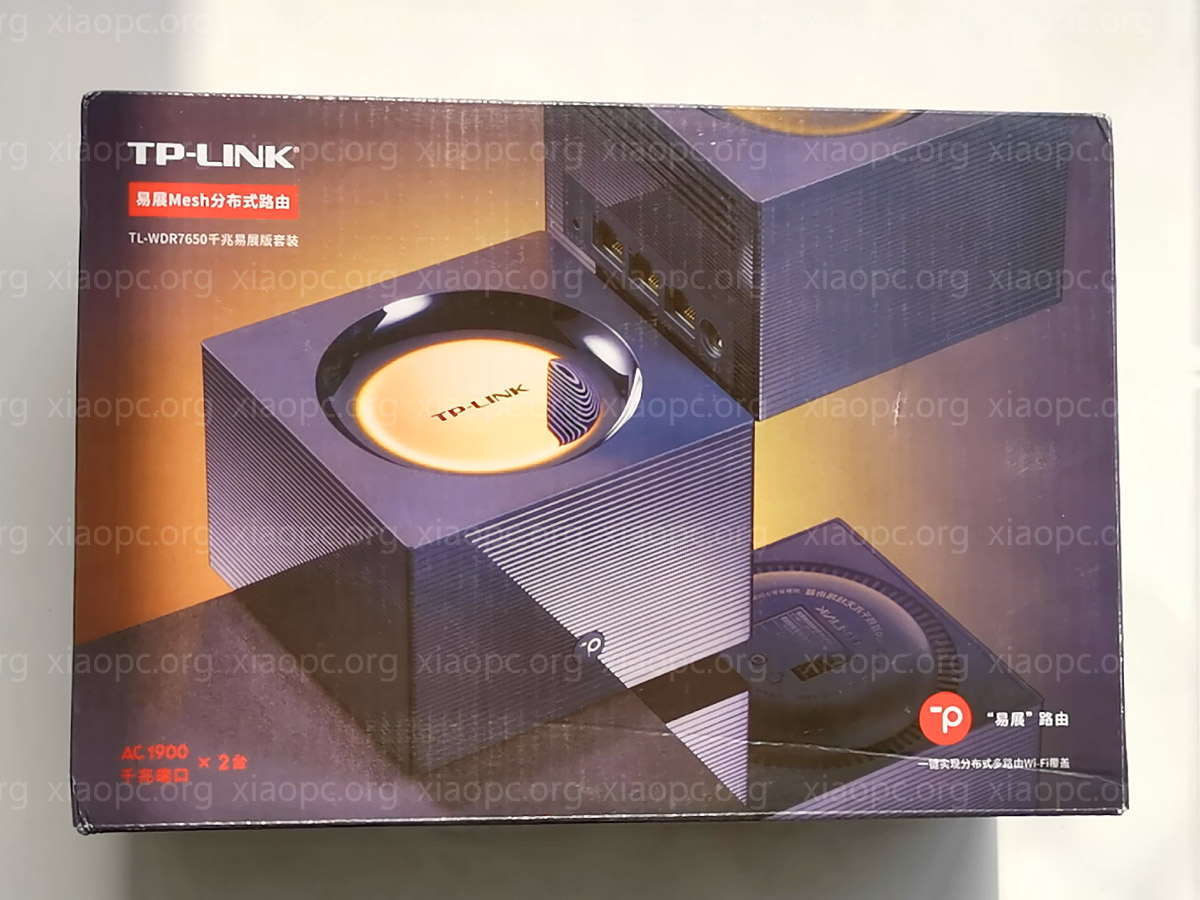 xiaopc.org
TP-LINK®
易展Mesh分布式路由
TL-WDR7650千兆易展版套装
TP-LINK
AC1900
千兆端口
× 2台
“易展”路由
一键实现分布式多路由Wi-Fi覆盖